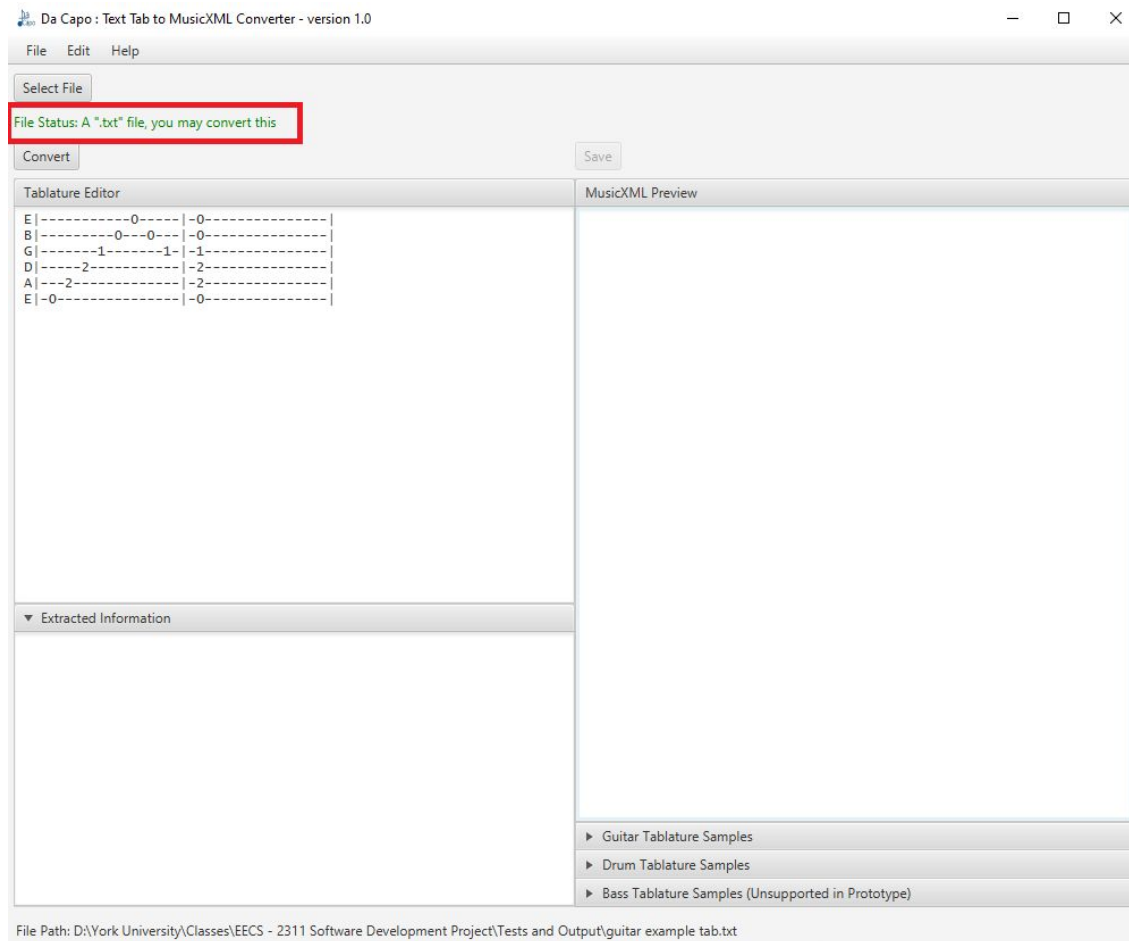 Da Capo : Text Tab to MusicXML Converter - version 1.0
File Edit Help
Select File
File Status: A ".txt" file, you may convert this
Convert
Save
Tablature Editor
MusicXML Preview
E|-----------0-----|-0---------------|
B|---------0---0---|-0---------------|
G|-------1-------1-|-1---------------|
D|-----2-----------|-2---------------|
A|---2-------------|-2---------------|
E|-0---------------|-0---------------|
Extracted Information
Guitar Tablature Samples
Drum Tablature Samples
Bass Tablature Samples (Unsupported in Prototype)
File Path: D:\York University\Classes\EECS - 2311 Software Development Project\Tests and Output\guitar example tab.txt